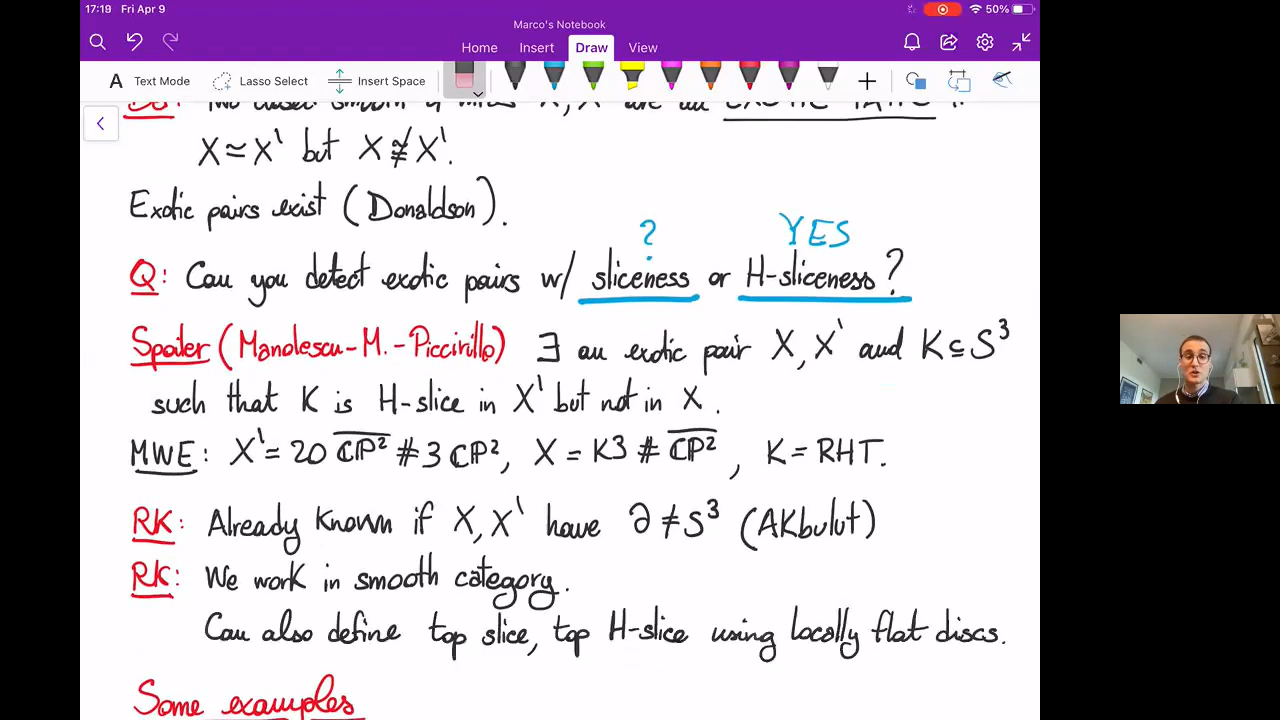 17:19 Fri Apr 9
50%
Marco's Notebook
Home Insert Draw View
A Text Mode Lasso Select Insert Space
X ≃ X' but X ≇ X'.
Exotic pairs exist (Donaldson).
? YES
Q: Can you detect exotic pairs w/ sliceness or H-sliceness?
Spoiler (Manolescu-M.-Piccirillo) ∃ an exotic pair X, X' and K ⊆ S³
such that K is H-slice in X' but not in X.
MWE: X' = 20 \overline{CP²} # 3 CP², X = K3 # \overline{CP²}, K = RHT.
RK: Already known if X, X' have ∂ ≠ S³ (AKbulut)
RK: We work in smooth category.
Can also define top slice, top H-slice using locally flat discs.
Some examples